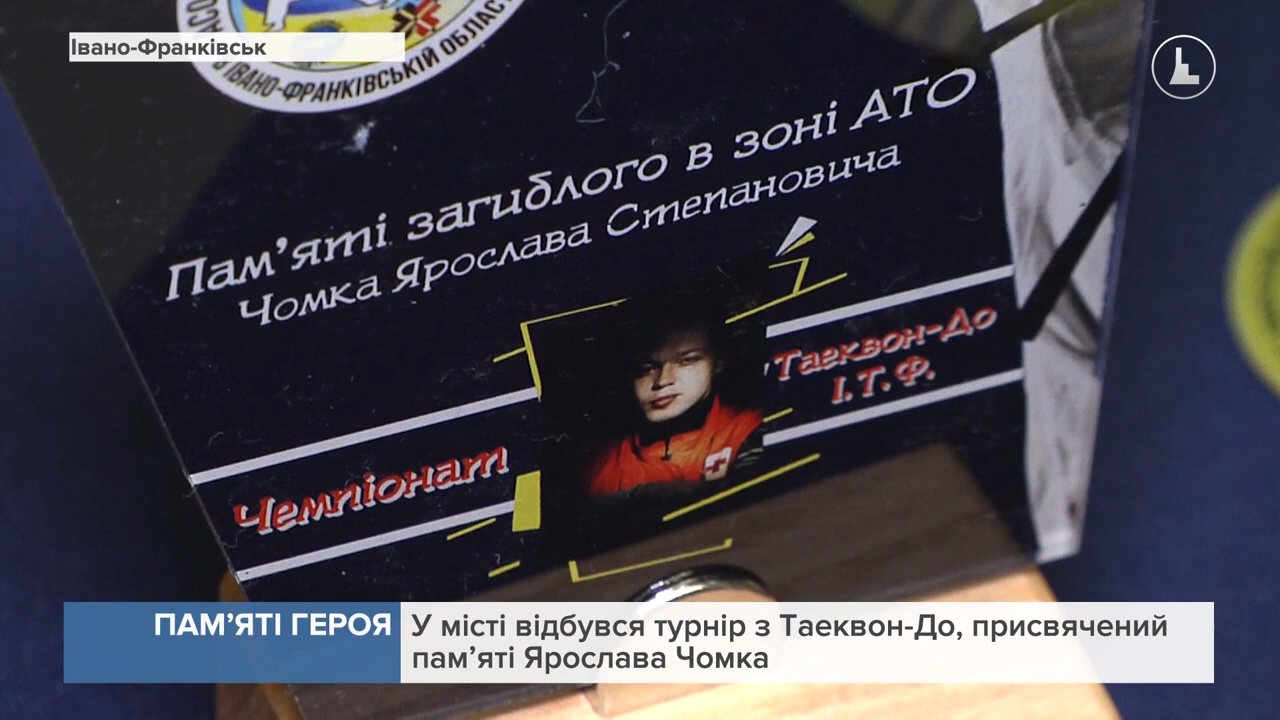 Івано-Франківськ
В ІВАНО-ФРАНКІВСЬКІЙ ОБЛАСТ
Пам'яті загиблого в зоні АТО
Чомка Ярослава Степановича
Таеквон-До
І.Т.Ф.
Чемпіонат
ПАМ'ЯТІ ГЕРОЯ
У місті відбувся турнір з Таеквон-До, присвячений
пам'яті Ярослава Чомка